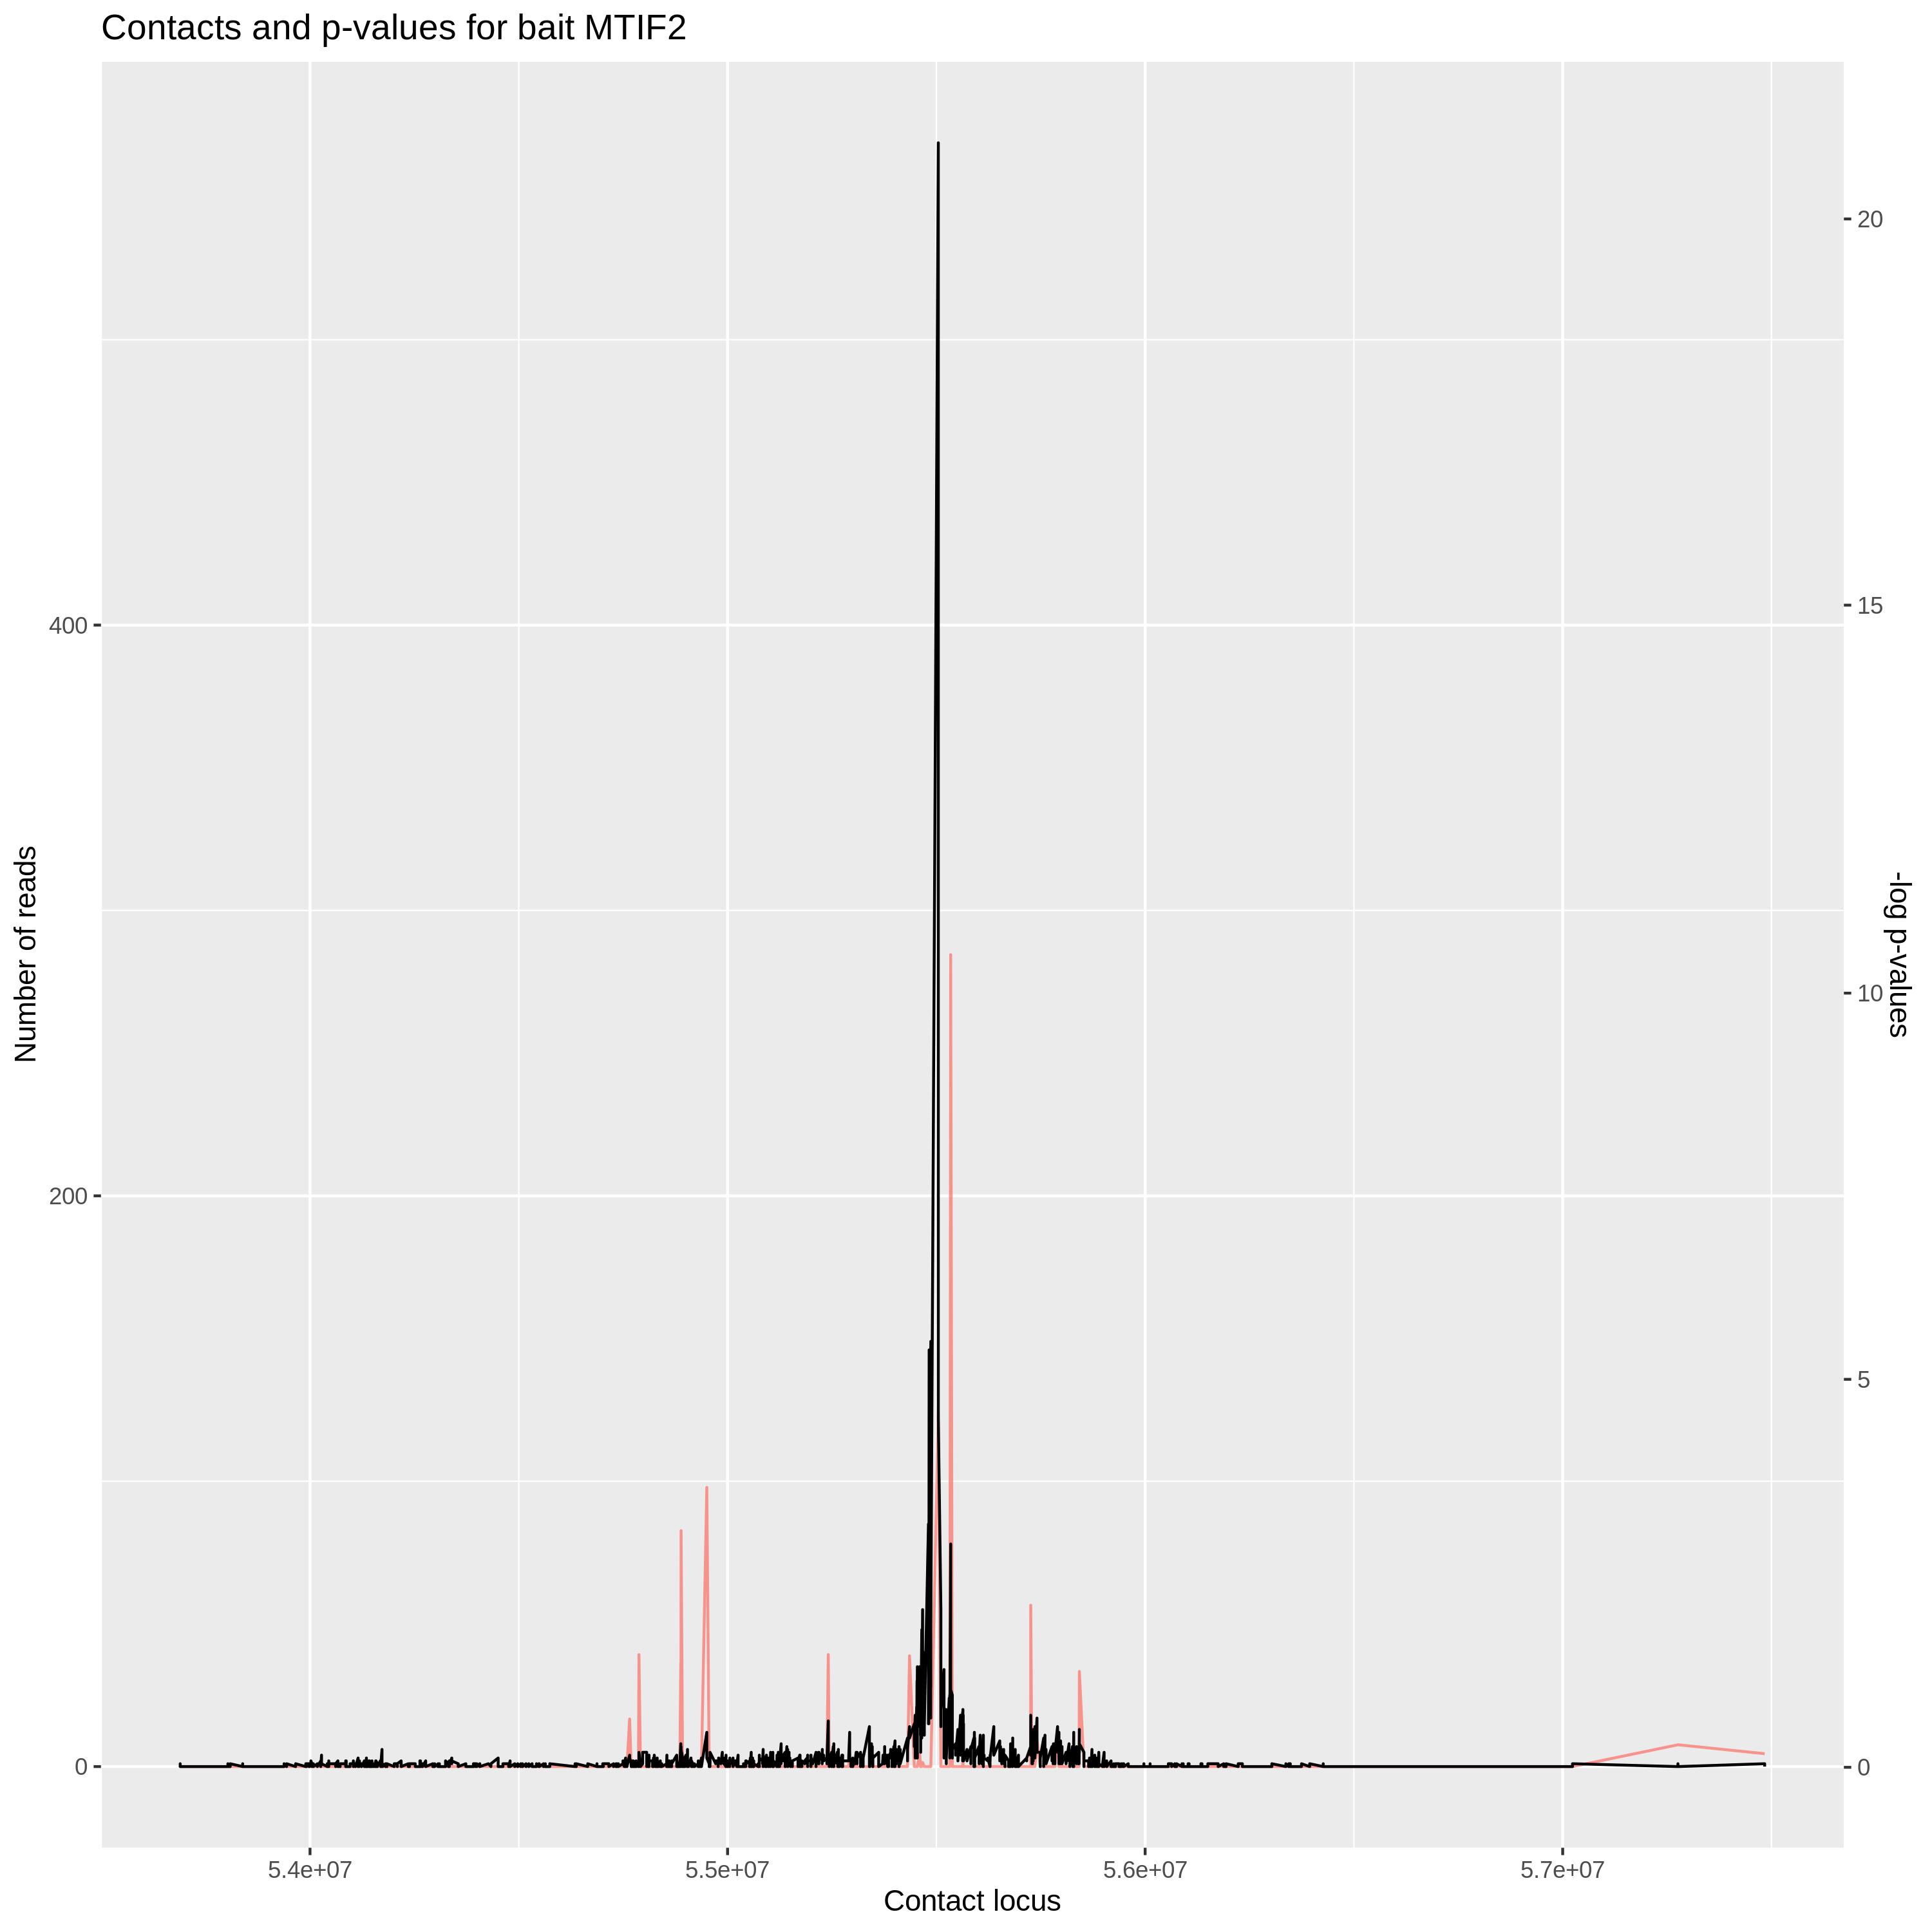 Contacts and p-values for bait MTIF2
Number of reads
400
200
0
20
15
10
5
0
-log p-values
5.4e+07
5.5e+07
5.6e+07
5.7e+07
Contact locus